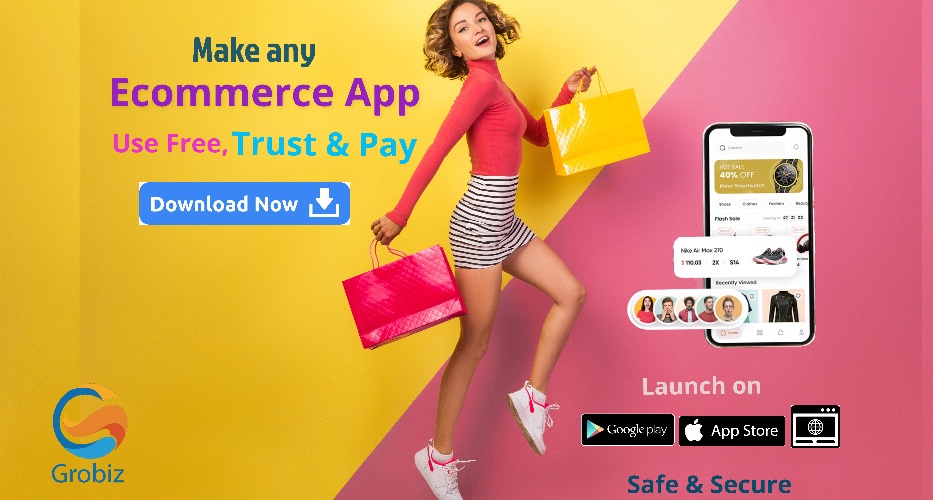 Make any
Ecommerce App
Use Free, Trust & Pay
Download Now
Search
HOT SALE
40% OFF
Rolex Smartwatch
Shoes Clothes Fashion
Flash Sale
Nike Air Max 270
$ 110.03 2X $14
Recently Viewed
Launch on
Google play
App Store
Grobiz
Safe & Secure